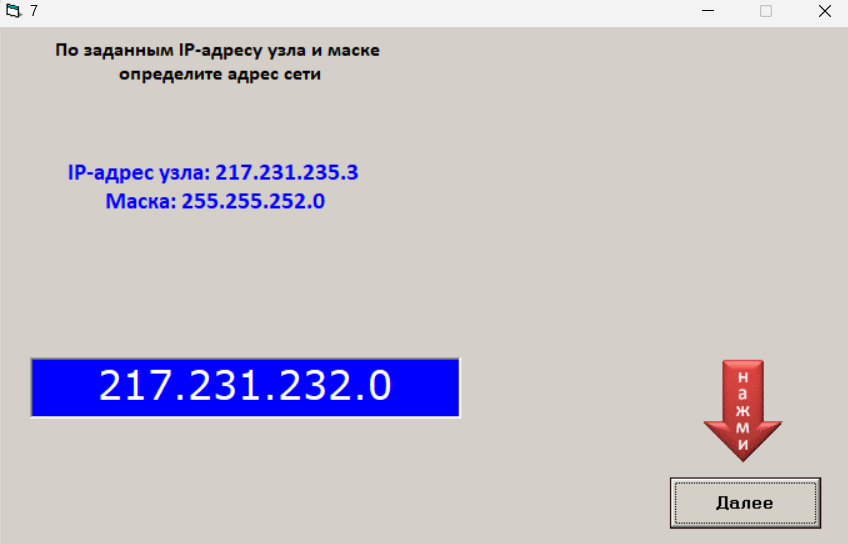 7
По заданным IP-адресу узла и маске
определите адрес сети
IP-адрес узла: 217.231.235.3
Маска: 255.255.252.0
217.231.232.0
нажми
Далее